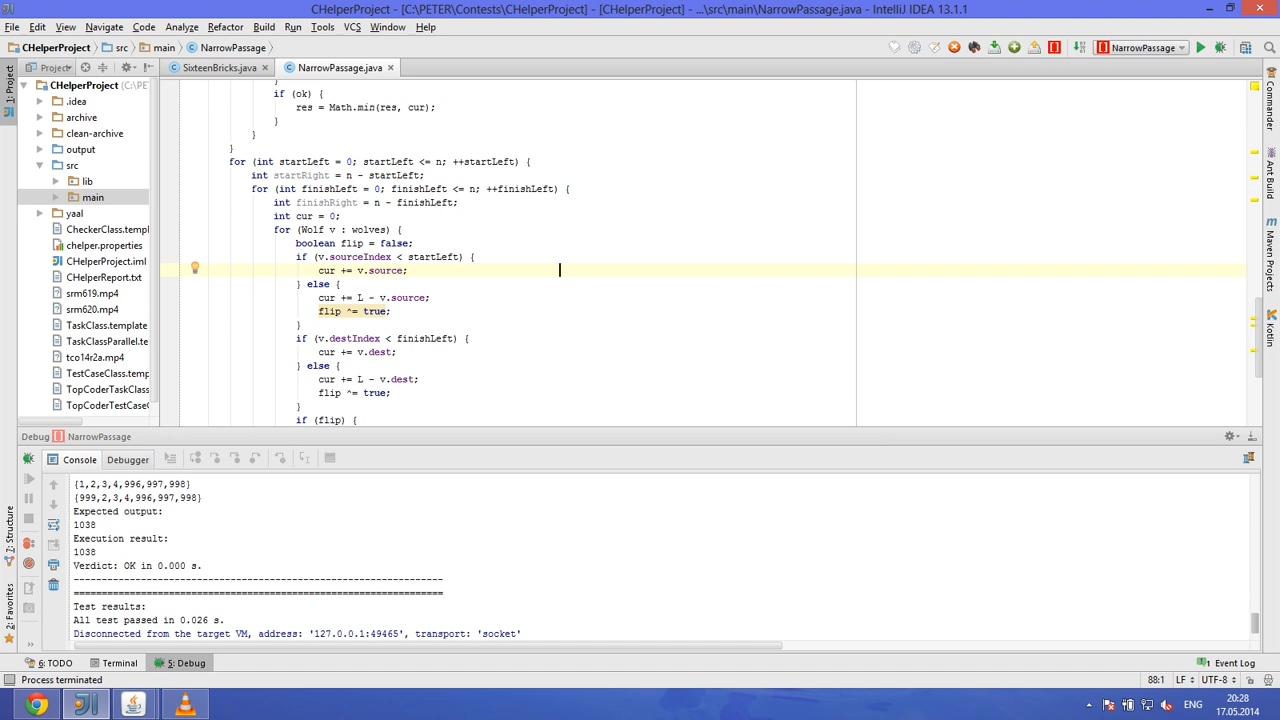 CHelperProject - [C:\PETER\Contests\CHelperProject] - [CHelperProject] - ...\src\main\NarrowPassage.java - IntelliJ IDEA 13.1.1
File Edit View Navigate Code Analyze Refactor Build Run Tools VCS Window Help
CHelperProject src main NarrowPassage
NarrowPassage
1: Project
Project
SixteenBricks.java
NarrowPassage.java
CHelperProject (C:\PE
.idea
archive
clean-archive
output
src
lib
main
yaal
CheckerClass.templ
chelper.properties
CHelperProject.iml
CHelperReport.txt
srm619.mp4
srm620.mp4
TaskClass.template
TaskClassParallel.te
tco14r2a.mp4
TestCaseClass.temp
TopCoderTaskClass
TopCoderTestCaseC
}
if (ok) {
res = Math.min(res, cur);
}
}
}
for (int startLeft = 0; startLeft <= n; ++startLeft) {
int startRight = n - startLeft;
for (int finishLeft = 0; finishLeft <= n; ++finishLeft) {
int finishRight = n - finishLeft;
int cur = 0;
for (Wolf v : wolves) {
boolean flip = false;
if (v.sourceIndex < startLeft) {
cur += v.source;
} else {
cur += L - v.source;
flip ^= true;
}
if (v.destIndex < finishLeft) {
cur += v.dest;
} else {
cur += L - v.dest;
flip ^= true;
}
if (flip) {
Commander
Ant Build
Maven Projects
Kotlin
Debug NarrowPassage
Console Debugger
{1,2,3,4,996,997,998}
{999,2,3,4,996,997,998}
Expected output:
1038
Execution result:
1038
Verdict: OK in 0.000 s.
------------------------------------------------------------------
==================================================================
Test results:
All test passed in 0.026 s.
Disconnected from the target VM, address: '127.0.0.1:49465', transport: 'socket'
7: Structure
2: Favorites
6: TODO Terminal 5: Debug
1 Event Log
Process terminated
88:1 LF UTF-8
ENG
20:28
17.05.2014